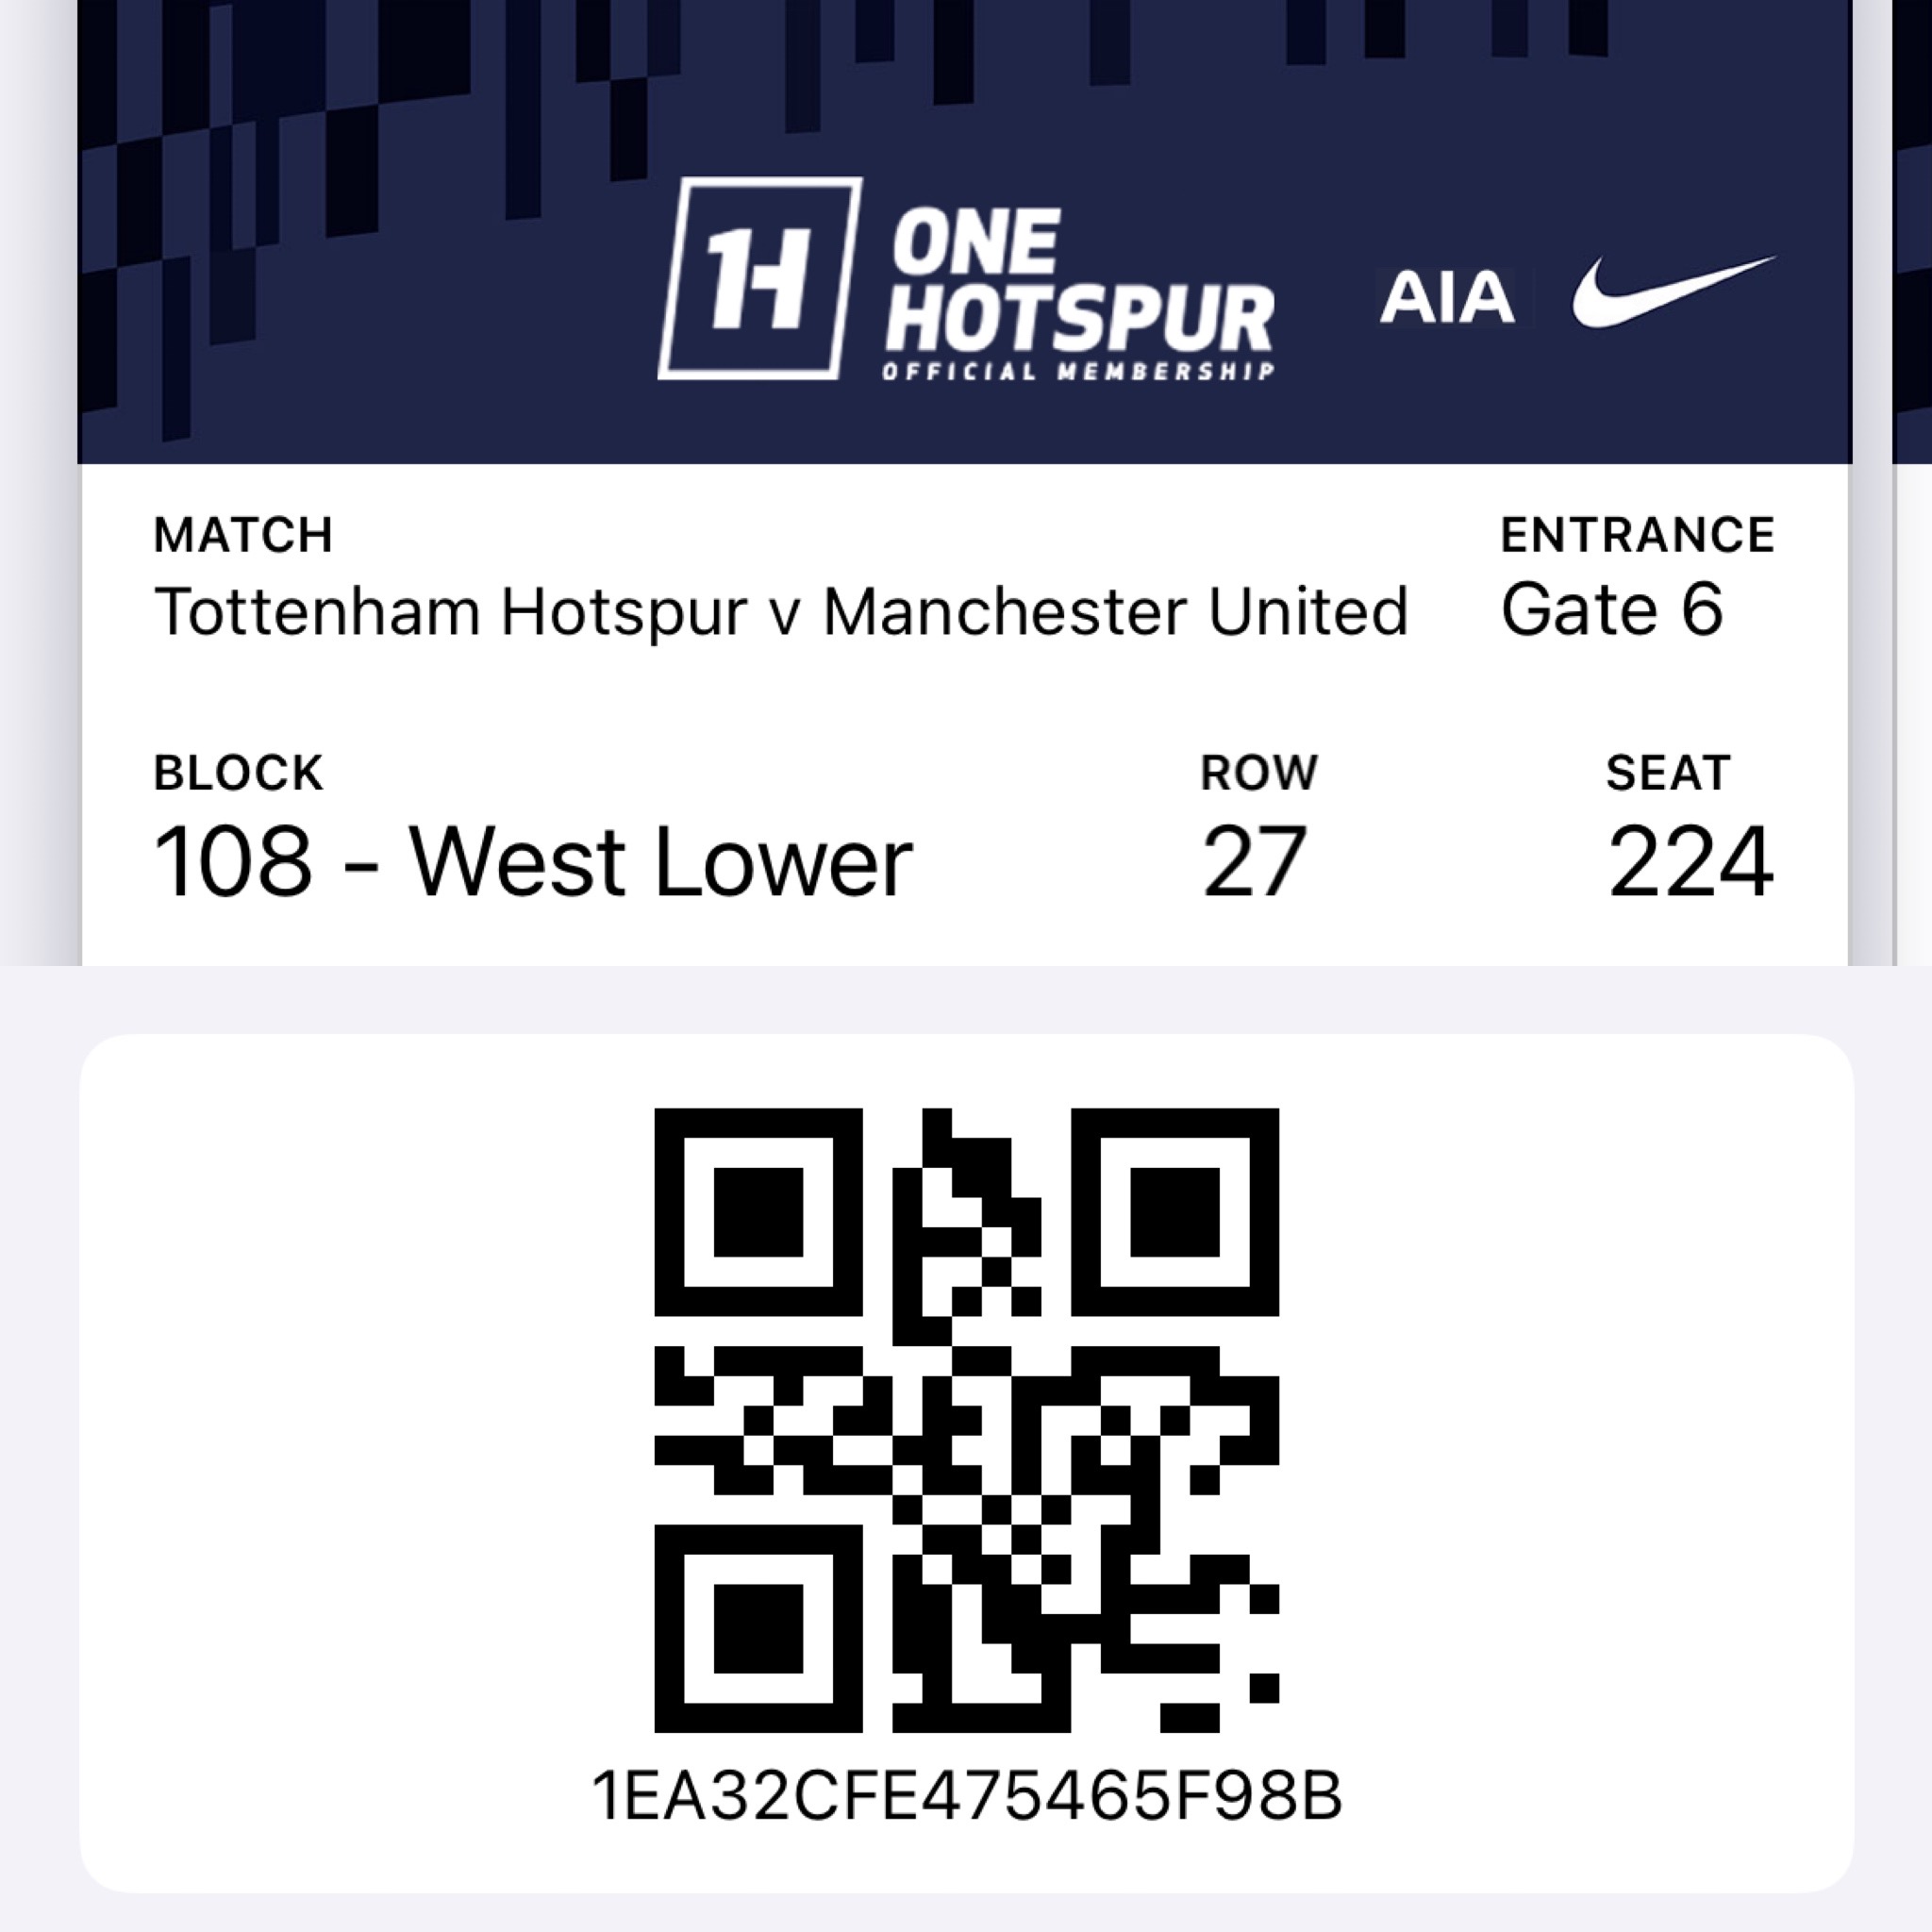 1H
ONE
HOTSPUR
OFFICIAL MEMBERSHIP
AIA
MATCH
ENTRANCE
Tottenham Hotspur v Manchester United
Gate 6
BLOCK
ROW
SEAT
108 - West Lower
27
224
1EA32CFE475465F98B